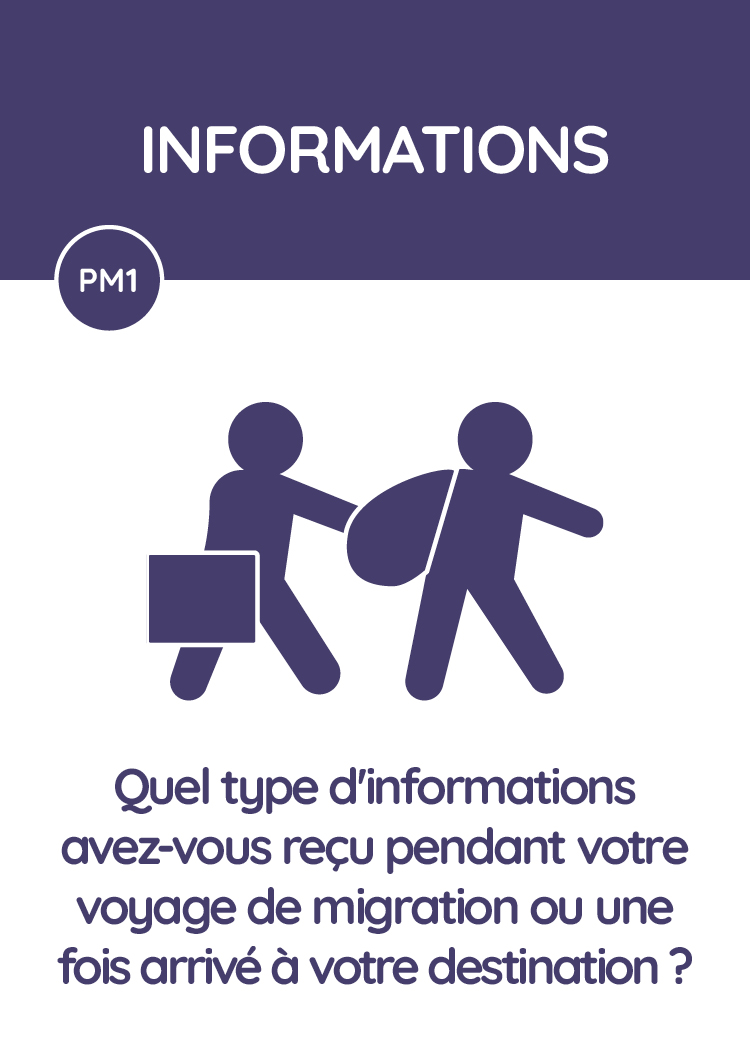 INFORMATIONS
PM1
Quel type d'informations
avez-vous reçu pendant votre
voyage de migration ou une
fois arrivé à votre destination ?